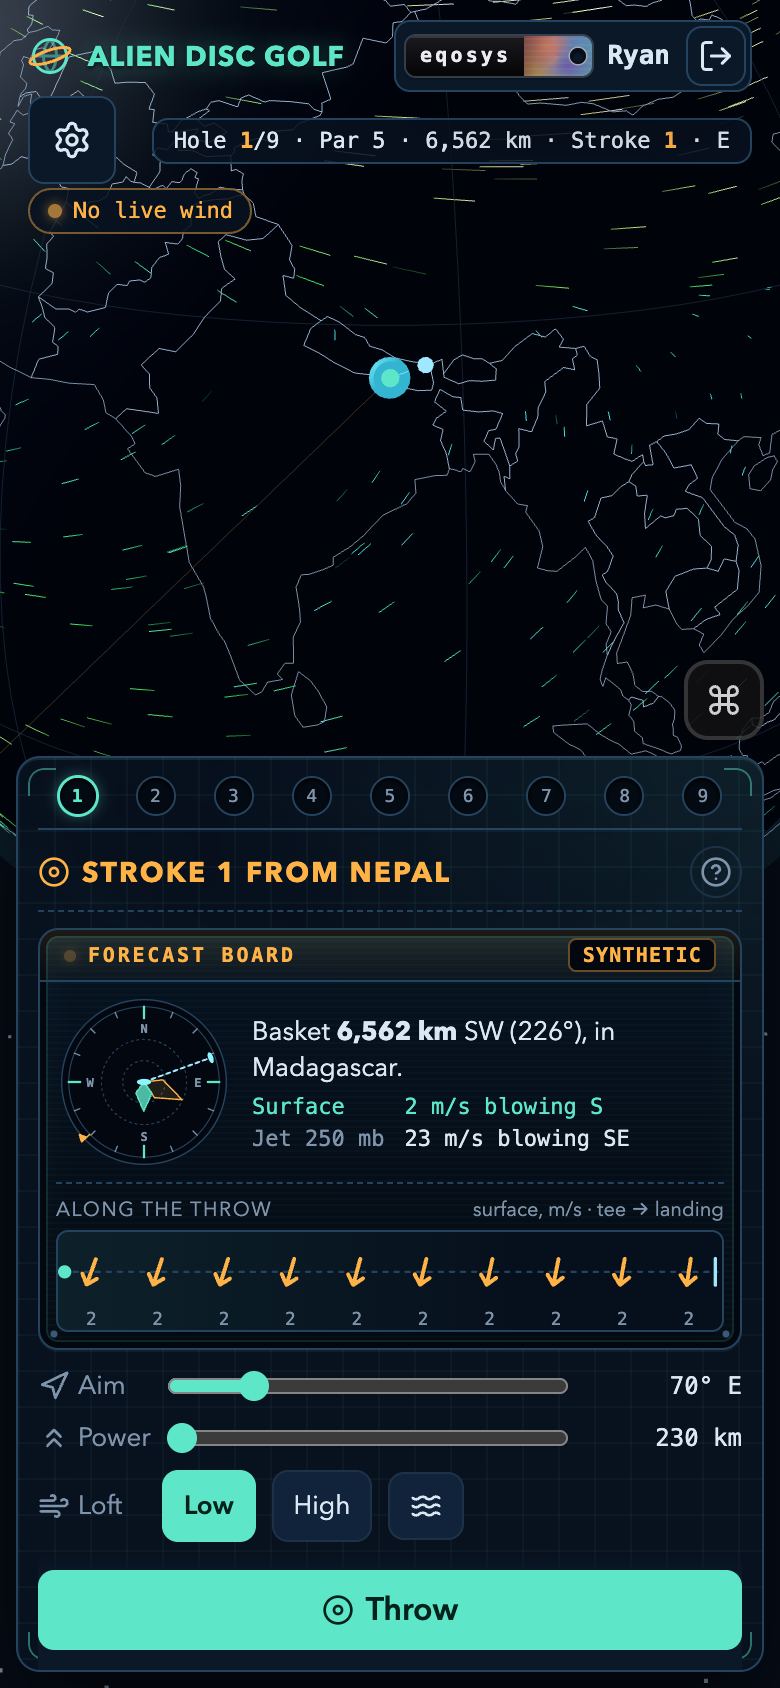 ALIEN DISC GOLF
eqosys
Ryan
Hole 1/9 · Par 5 · 6,562 km · Stroke 1 · E
No live wind
1 2 3 4 5 6 7 8 9
STROKE 1 FROM NEPAL
FORECAST BOARD
SYNTHETIC
N
W
E
S
Basket 6,562 km SW (226°), in
Madagascar.
Surface 2 m/s blowing S
Jet 250 mb 23 m/s blowing SE
ALONG THE THROW
surface, m/s · tee → landing
2 2 2 2 2 2 2 2 2 2
Aim 70° E
Power 230 km
Loft Low High
Throw